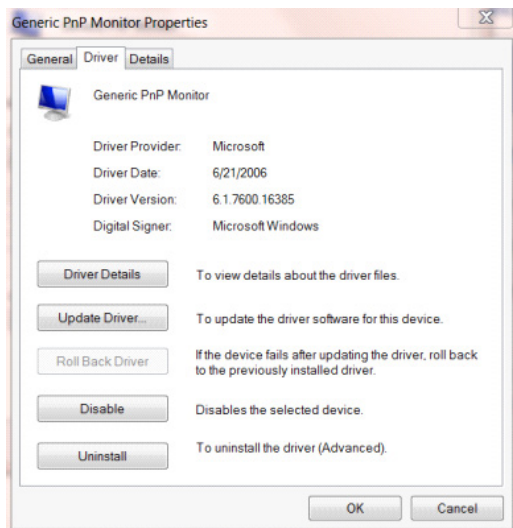 Generic PnP Monitor Properties
General Driver Details
Generic PnP Monitor
Driver Provider: Microsoft
Driver Date: 6/21/2006
Driver Version: 6.1.7600.16385
Digital Signer: Microsoft Windows
Driver Details To view details about the driver files.
Update Driver... To update the driver software for this device.
Roll Back Driver If the device fails after updating the driver, roll back
to the previously installed driver.
Disable Disables the selected device.
Uninstall To uninstall the driver (Advanced).
OK Cancel